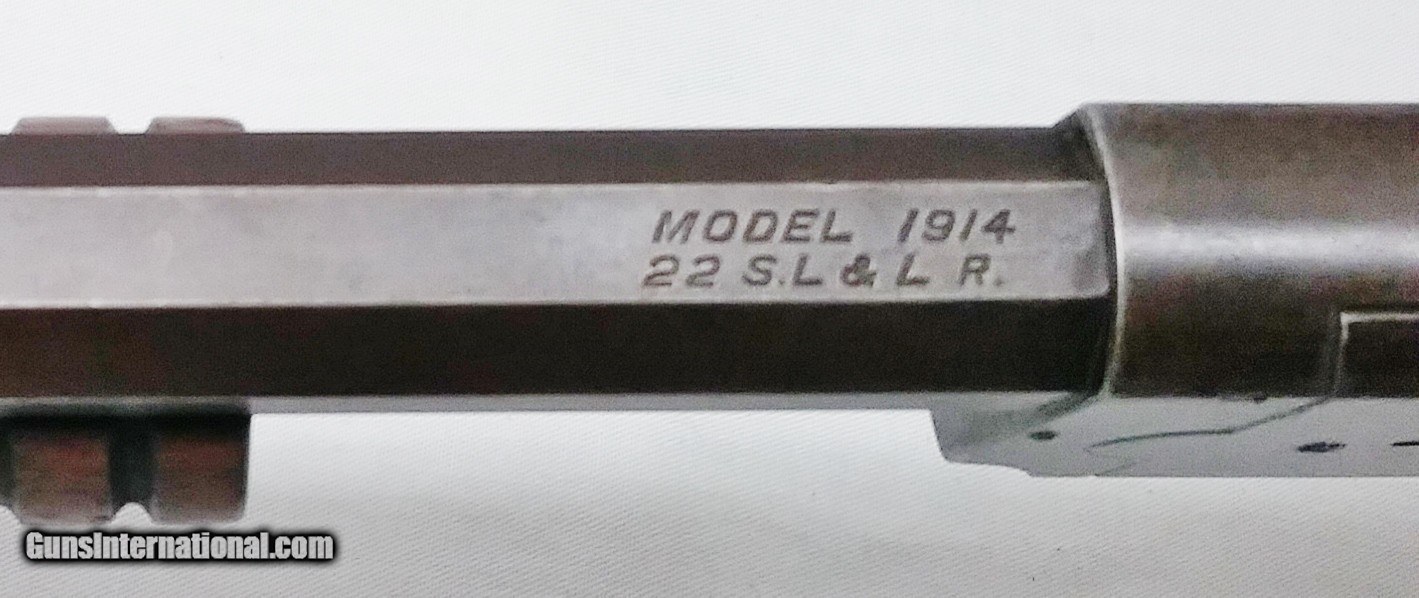 MODEL 1914
22 S.L & L R.
GunsInternational.com